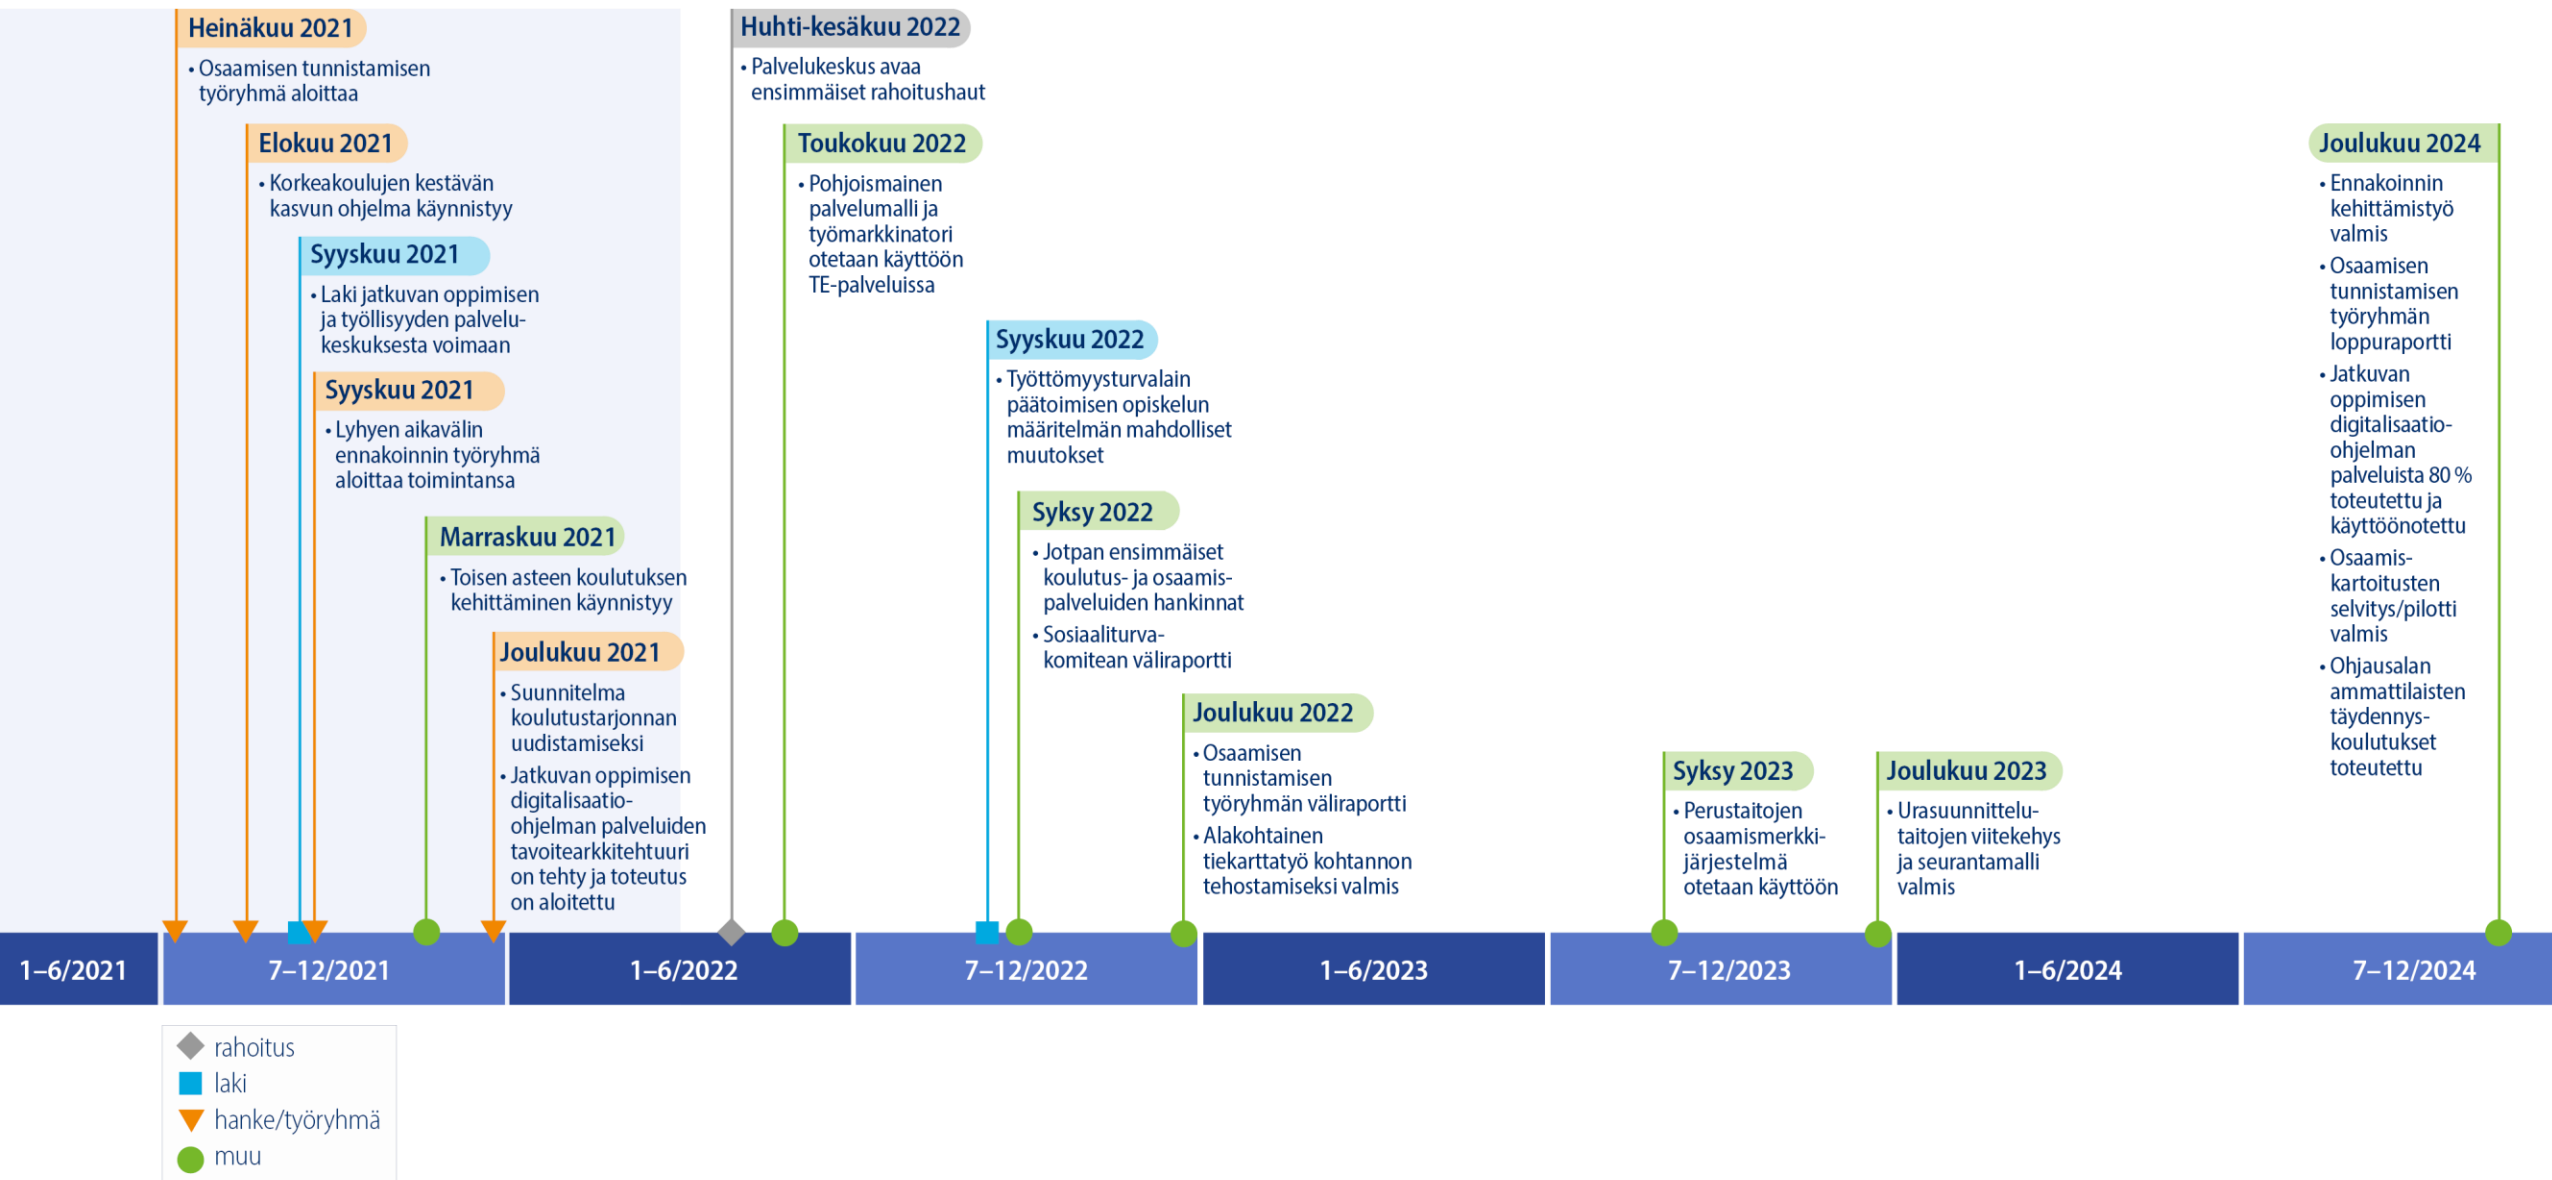 Heinäkuu 2021
• Osaamisen tunnistamisen
työryhmä aloittaa
Elokuu 2021
• Korkeakoulujen kestävän
kasvun ohjelma käynnistyy
Syyskuu 2021
• Laki jatkuvan oppimisen
ja työllisyyden palvelu-
keskuksesta voimaan
Syyskuu 2021
• Lyhyen aikavälin
ennakoinnin työryhmä
aloittaa toimintansa
Marraskuu 2021
• Toisen asteen koulutuksen
kehittäminen käynnistyy
Joulukuu 2021
• Suunnitelma
koulutustarjonnan
uudistamiseksi
• Jatkuvan oppimisen
digitalisaatio-
ohjelman palveluiden
tavoitearkkitehtuuri
on tehty ja toteutus
on aloitettu
Huhti-kesäkuu 2022
• Palvelukeskus avaa
ensimmäiset rahoitushaut
Toukokuu 2022
• Pohjoismainen
palvelumalli ja
työmarkkinatori
otetaan käyttöön
TE-palveluissa
Syyskuu 2022
• Työttömyysturvalain
päätoimisen opiskelun
määritelmän mahdolliset
muutokset
Syksy 2022
• Jotpan ensimmäiset
koulutus- ja osaamis-
palveluiden hankinnat
• Sosiaaliturva-
komitean väliraportti
Joulukuu 2022
• Osaamisen
tunnistamisen
työryhmän väliraportti
• Alakohtainen
tiekarttatyö kohtannon
tehostamiseksi valmis
Syksy 2023
• Perustaitojen
osaamismerkki-
järjestelmä
otetaan käyttöön
Joulukuu 2023
• Urasuunnittelu-
taitojen viitekehys
ja seurantamalli
valmis
Joulukuu 2024
• Ennakoinnin
kehittämistyö
valmis
• Osaamisen
tunnistamisen
työryhmän
loppuraportti
• Jatkuvan
oppimisen
digitalisaatio-
ohjelman
palveluista 80 %
toteutettu ja
käyttöönotettu
• Osaamis-
kartoitusten
selvitys/pilotti
valmis
• Ohjausalan
ammattilaisten
täydennys-
koulutukset
toteutettu
1–6/2021
7–12/2021
1–6/2022
7–12/2022
1–6/2023
7–12/2023
1–6/2024
7–12/2024
rahoitus
laki
hanke/työryhmä
muu